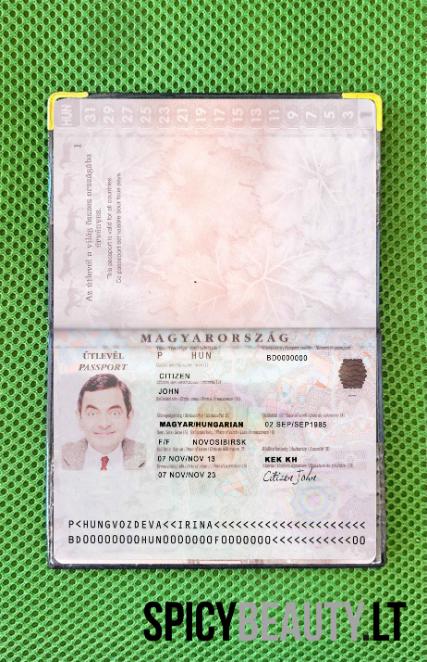 HUN 31 29 27 25 23 21 19 17 15 13 11 9 7 5 3 1
Az útlevél a világ összes országába
érvényes.
This passport is valid for all countries.
Ce passeport est valable pour tous pays.
MAGYARORSZÁG
ÚTLEVÉL
PASSPORT
P HUN
BD0000000
CITIZEN
JOHN
MAGYAR/HUNGARIAN
02 SEP/SEP1985
F/F NOVOSIBIRSK
07 NOV/NOV 13
KEK KH
07 NOV/NOV 23
Citizen John
P<HUNGVOZDEVA<<IRINA<<<<<<<<<<<<<<<<<<<<<<<<
BD00000000HUN0000000F0000000<<<<<<<<<<<<<<00
SPICYBEAUTY.LT